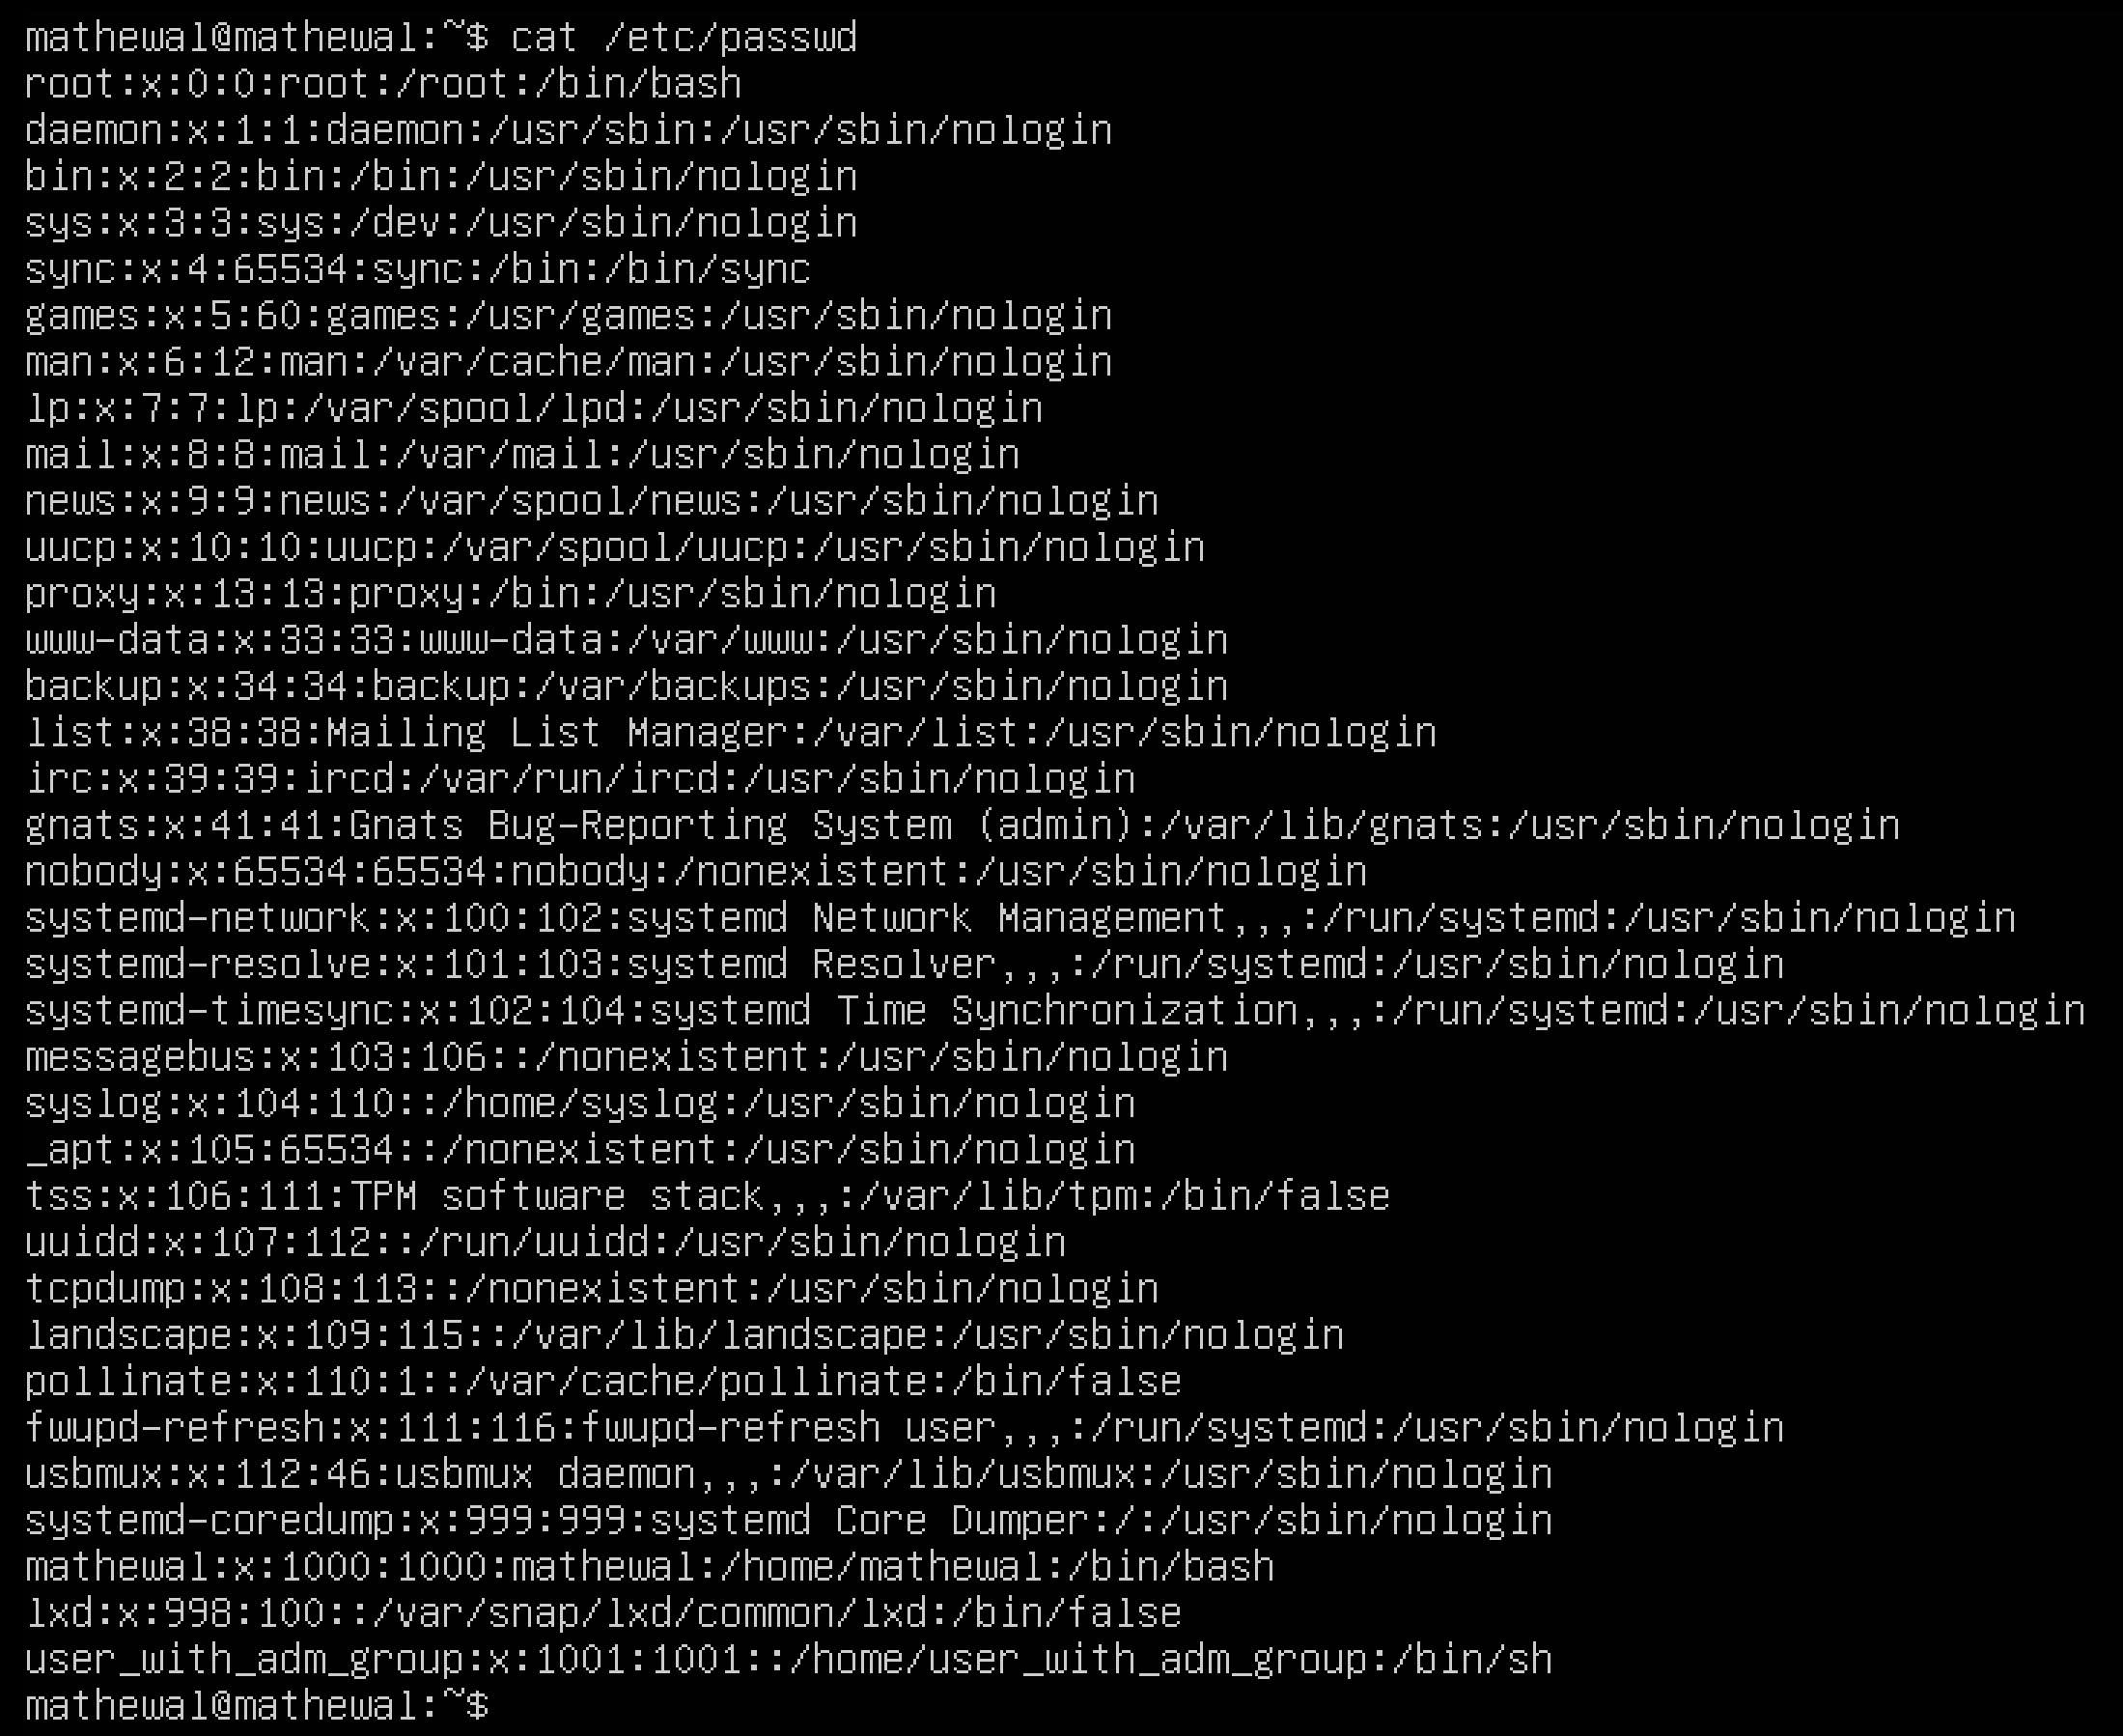 mathewal@mathewal:~$ cat /etc/passwd
root:x:0:0:root:/root:/bin/bash
daemon:x:1:1:daemon:/usr/sbin:/usr/sbin/nologin
bin:x:2:2:bin:/bin:/usr/sbin/nologin
sys:x:3:3:sys:/dev:/usr/sbin/nologin
sync:x:4:65534:sync:/bin:/bin/sync
games:x:5:60:games:/usr/games:/usr/sbin/nologin
man:x:6:12:man:/var/cache/man:/usr/sbin/nologin
lp:x:7:7:lp:/var/spool/lpd:/usr/sbin/nologin
mail:x:8:8:mail:/var/mail:/usr/sbin/nologin
news:x:9:9:news:/var/spool/news:/usr/sbin/nologin
uucp:x:10:10:uucp:/var/spool/uucp:/usr/sbin/nologin
proxy:x:13:13:proxy:/bin:/usr/sbin/nologin
www-data:x:33:33:www-data:/var/www:/usr/sbin/nologin
backup:x:34:34:backup:/var/backups:/usr/sbin/nologin
list:x:38:38:Mailing List Manager:/var/list:/usr/sbin/nologin
irc:x:39:39:ircd:/var/run/ircd:/usr/sbin/nologin
gnats:x:41:41:Gnats Bug-Reporting System (admin):/var/lib/gnats:/usr/sbin/nologin
nobody:x:65534:65534:nobody:/nonexistent:/usr/sbin/nologin
systemd-network:x:100:102:systemd Network Management,,,:/run/systemd:/usr/sbin/nologin
systemd-resolve:x:101:103:systemd Resolver,,,:/run/systemd:/usr/sbin/nologin
systemd-timesync:x:102:104:systemd Time Synchronization,,,:/run/systemd:/usr/sbin/nologin
messagebus:x:103:106::/nonexistent:/usr/sbin/nologin
syslog:x:104:110::/home/syslog:/usr/sbin/nologin
_apt:x:105:65534::/nonexistent:/usr/sbin/nologin
tss:x:106:111:TPM software stack,,,:/var/lib/tpm:/bin/false
uuidd:x:107:112::/run/uuidd:/usr/sbin/nologin
tcpdump:x:108:113::/nonexistent:/usr/sbin/nologin
landscape:x:109:115::/var/lib/landscape:/usr/sbin/nologin
pollinate:x:110:1::/var/cache/pollinate:/bin/false
fwupd-refresh:x:111:116:fwupd-refresh user,,,:/run/systemd:/usr/sbin/nologin
usbmux:x:112:46:usbmux daemon,,,:/var/lib/usbmux:/usr/sbin/nologin
systemd-coredump:x:999:999:systemd Core Dumper:/:/usr/sbin/nologin
mathewal:x:1000:1000:mathewal:/home/mathewal:/bin/bash
lxd:x:998:100::/var/snap/lxd/common/lxd:/bin/false
user_with_adm_group:x:1001:1001::/home/user_with_adm_group:/bin/sh
mathewal@mathewal:~$